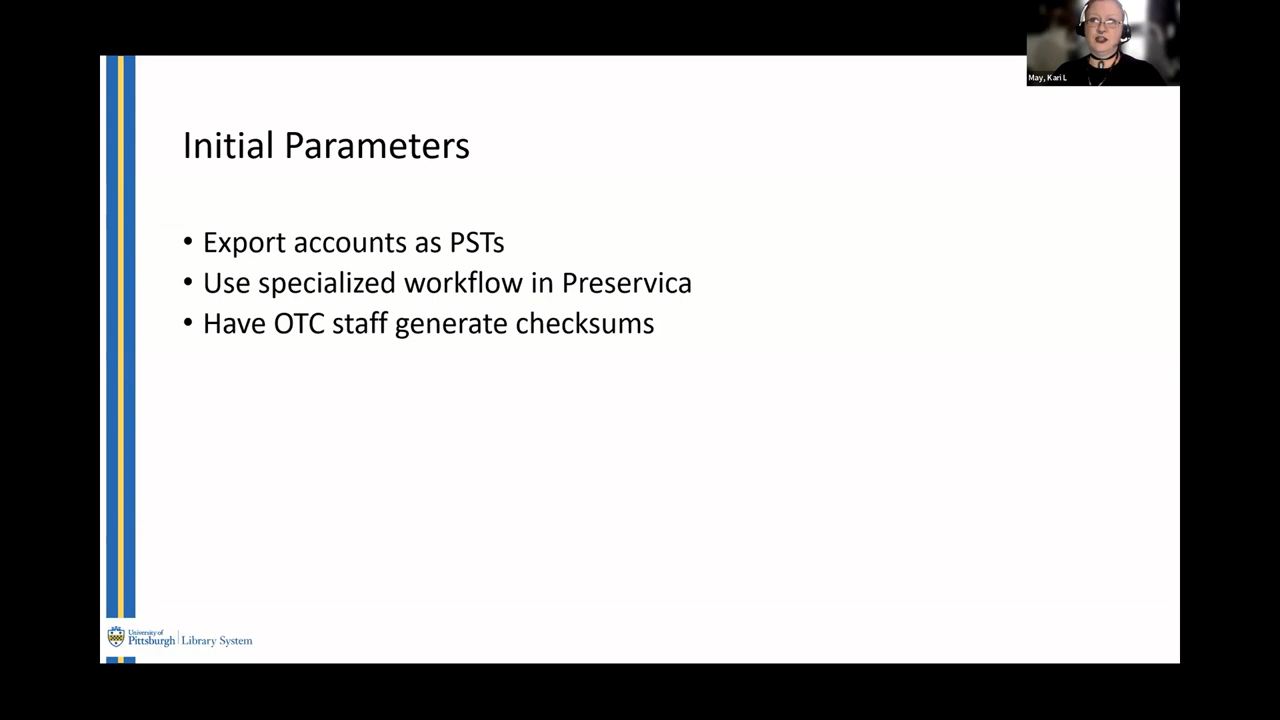 May, Kari L
Initial Parameters
• Export accounts as PSTs
• Use specialized workflow in Preservica
• Have OTC staff generate checksums
University of
Pittsburgh | Library System